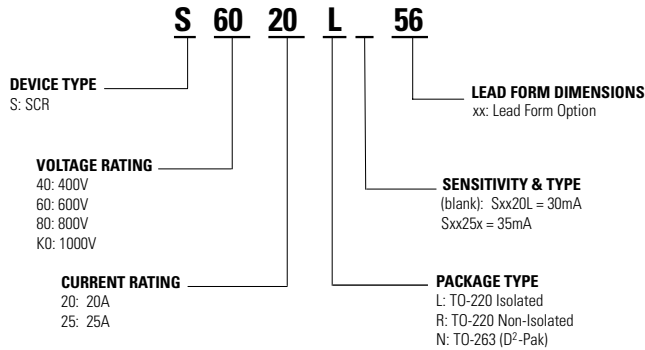 S 60 20 L _ 56
DEVICE TYPE
S: SCR
VOLTAGE RATING
40: 400V
60: 600V
80: 800V
K0: 1000V
CURRENT RATING
20: 20A
25: 25A
LEAD FORM DIMENSIONS
xx: Lead Form Option
SENSITIVITY & TYPE
(blank): Sxx20L = 30mA
Sxx25x = 35mA
PACKAGE TYPE
L: TO-220 Isolated
R: TO-220 Non-Isolated
N: TO-263 (D²-Pak)